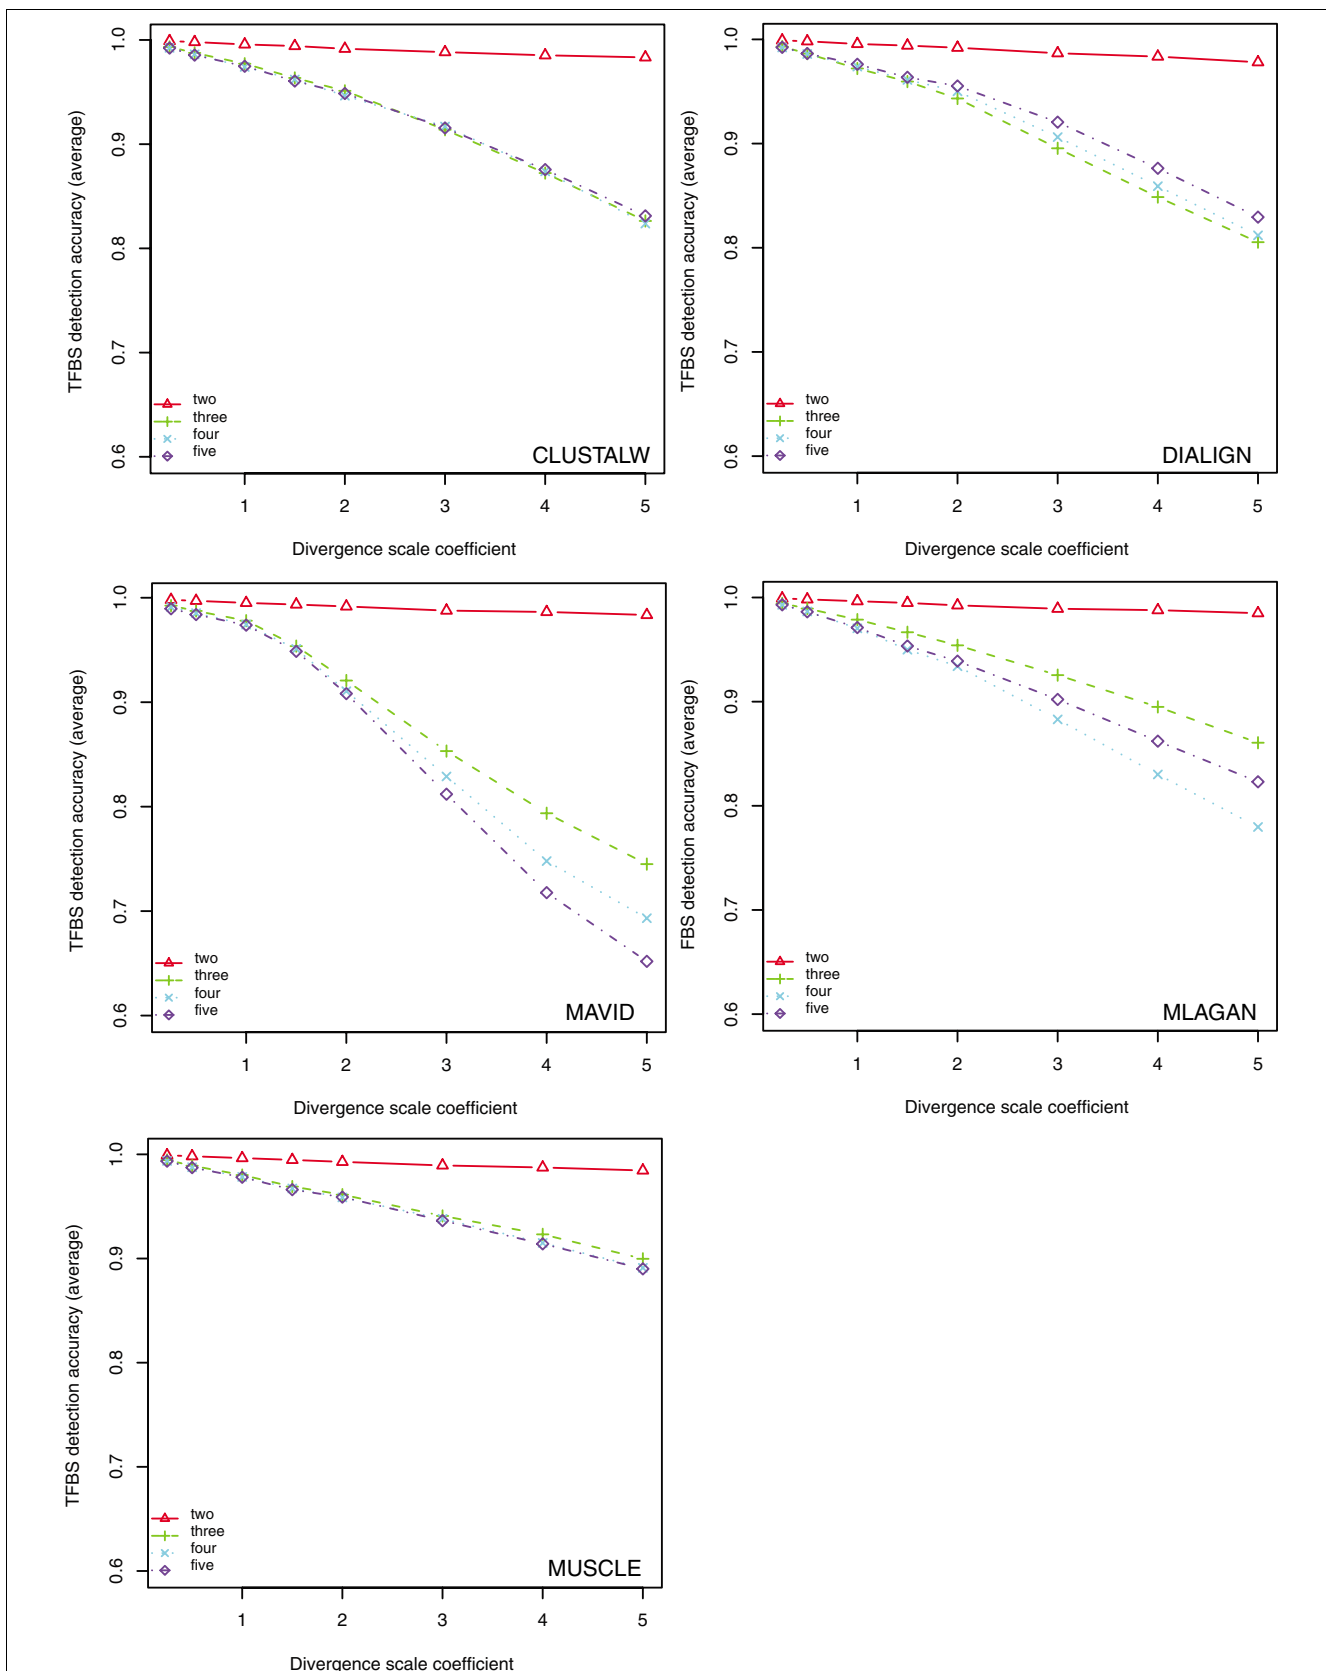 TFBS detection accuracy (average)
1.0
0.9
0.8
0.7
0.6
two
three
four
five
CLUSTALW
1 2 3 4 5
Divergence scale coefficient
TFBS detection accuracy (average)
1.0
0.9
0.8
0.7
0.6
two
three
four
five
DIALIGN
1 2 3 4 5
Divergence scale coefficient
TFBS detection accuracy (average)
1.0
0.9
0.8
0.7
0.6
two
three
four
five
MAVID
1 2 3 4 5
Divergence scale coefficient
FBS detection accuracy (average)
1.0
0.9
0.8
0.7
0.6
two
three
four
five
MLAGAN
1 2 3 4 5
Divergence scale coefficient
TFBS detection accuracy (average)
1.0
0.9
0.8
0.7
0.6
two
three
four
five
MUSCLE
1 2 3 4 5
Divergence scale coefficient